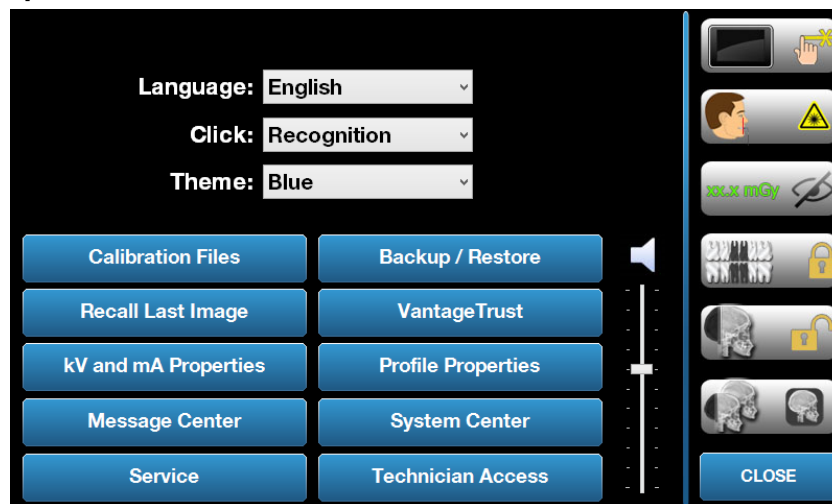 Language: English
Click: Recognition
Theme: Blue
Calibration Files
Backup / Restore
Recall Last Image
VantageTrust
kV and mA Properties
Profile Properties
Message Center
System Center
Service
Technician Access
xx.x mGy
CLOSE